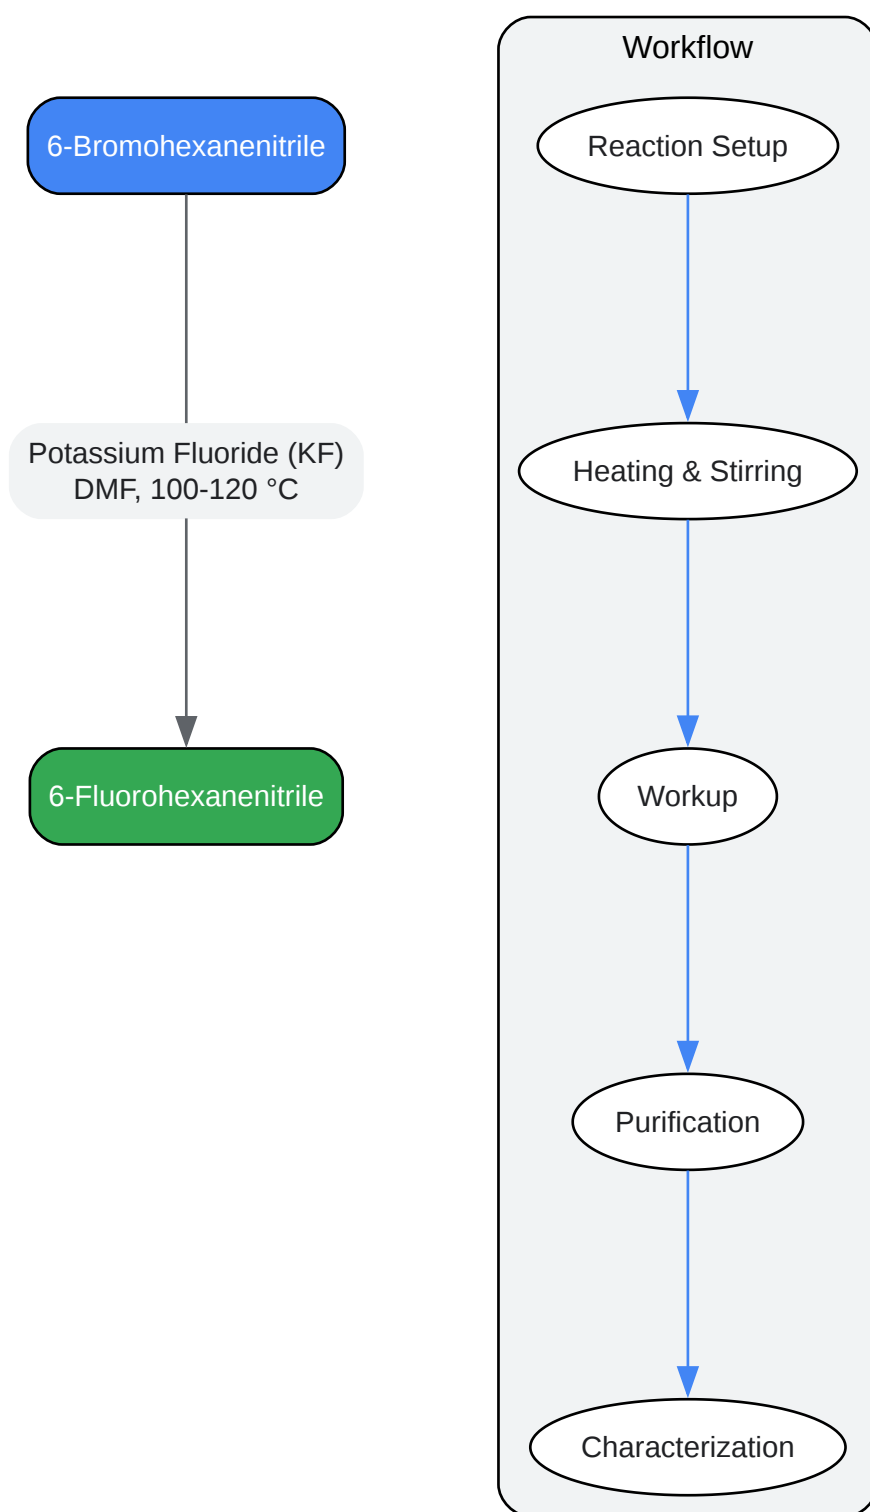 6-Bromohexanenitrile
Potassium Fluoride (KF)
DMF, 100-120 °C
6-Fluorohexanenitrile
Workflow
Reaction Setup
Heating & Stirring
Workup
Purification
Characterization